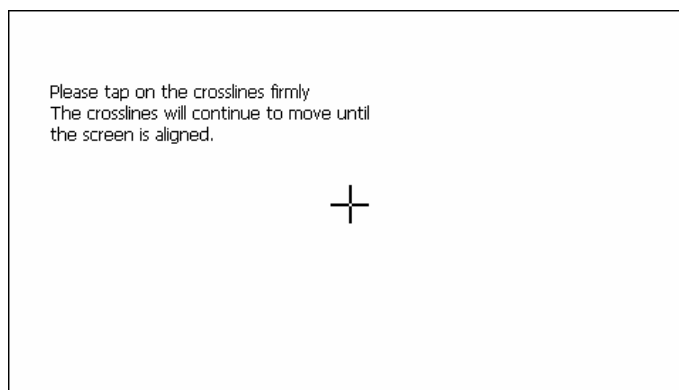 Please tap on the crosslines firmly
The crosslines will continue to move until
the screen is aligned.